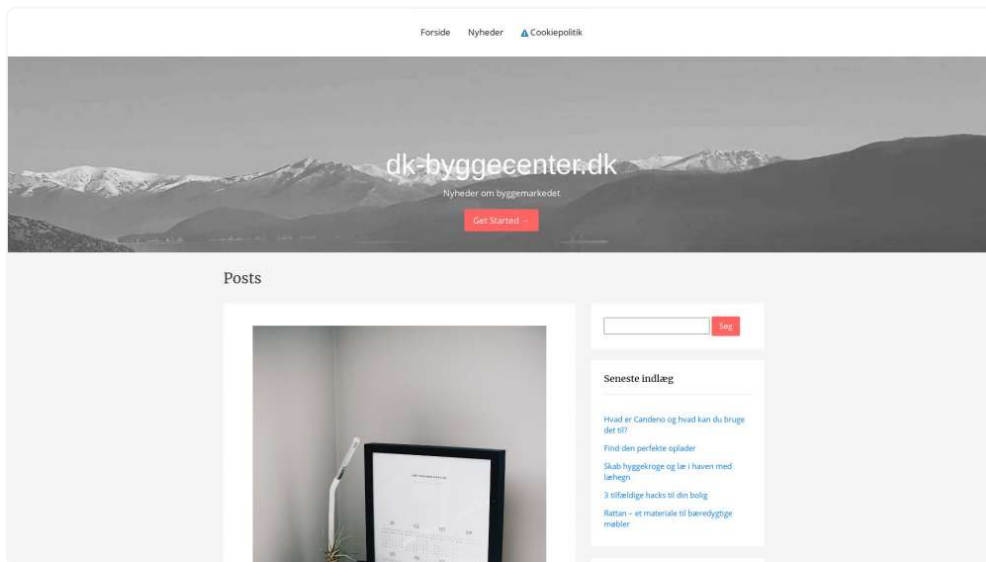 Forside Nyheder Cookiepolitik
dk-byggecenter.dk
Nyheder om byggemarkedet
Get Started →
Posts
Søg
Seneste indlæg
Hvad er Candeno og hvad kan du bruge
det til?
Find den perfekte oplader
Skab hyggekroge og læ i haven med
læhegn
3 tilfældige hacks til din bolig
Rattan – et materiale til bæredygtige
møbler